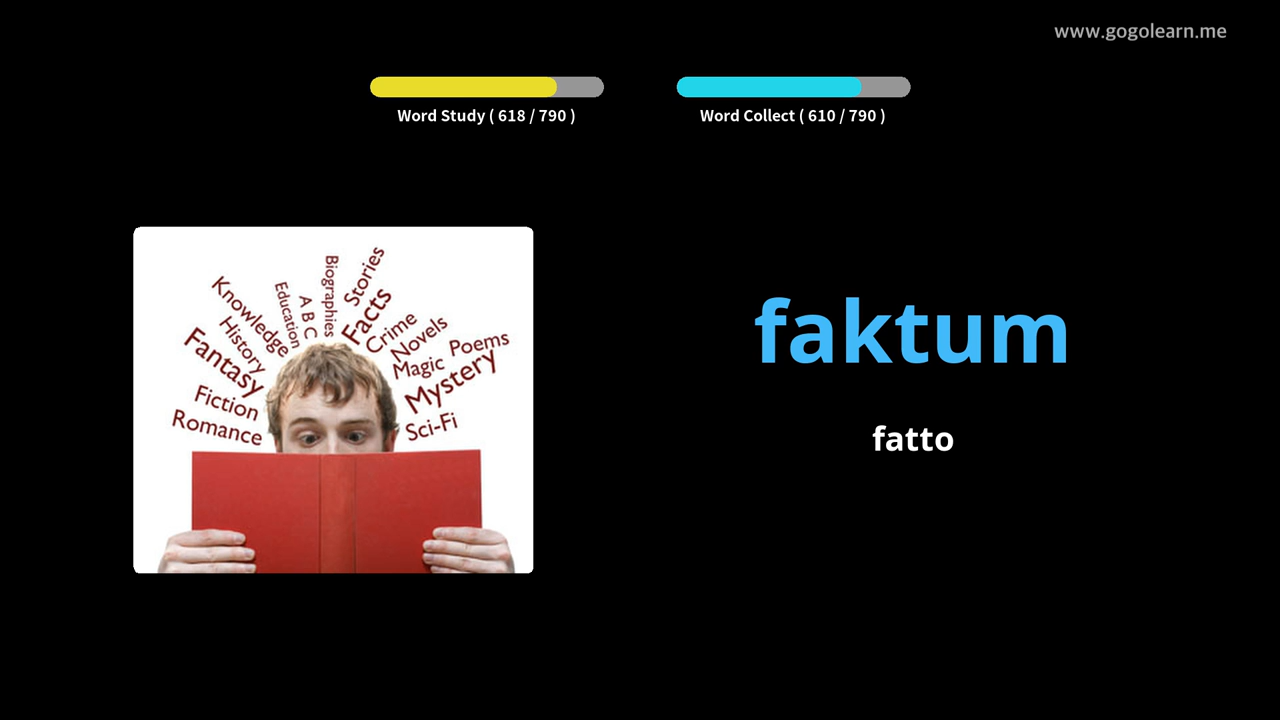 www.gogolearn.me
Word Study ( 618 / 790 )
Word Collect ( 610 / 790 )
Knowledge
Education
A B C
Biographies
Stories
Facts
Crime
Novels
Poems
Magic
Mystery
Sci-Fi
History
Fantasy
Fiction
Romance
faktum
fatto